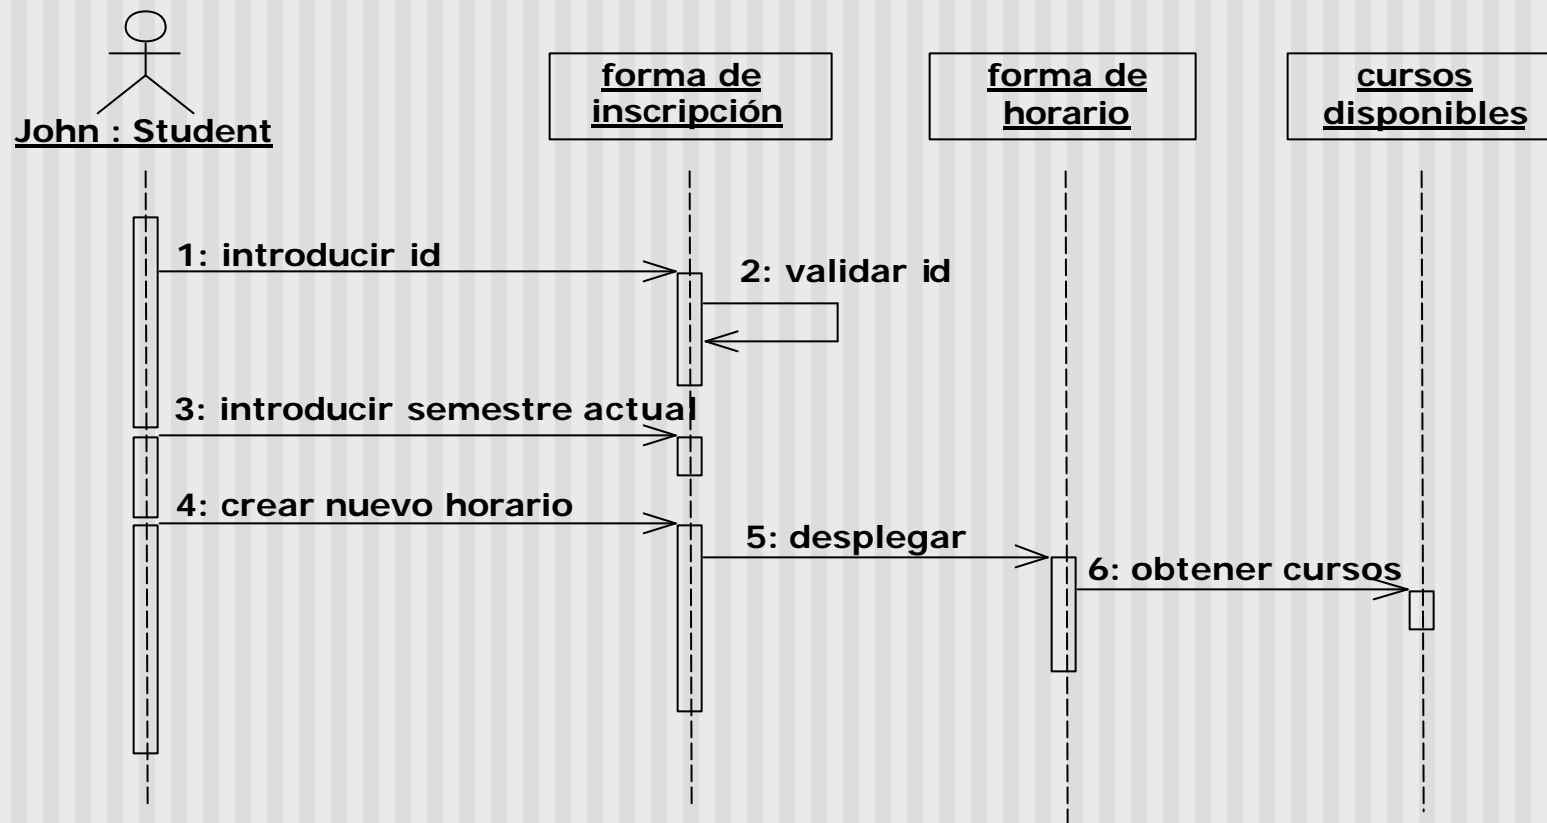 John : Student
forma de
inscripción
forma de
horario
cursos
disponibles
1: introducir id
2: validar id
3: introducir semestre actual
4: crear nuevo horario
5: desplegar
6: obtener cursos